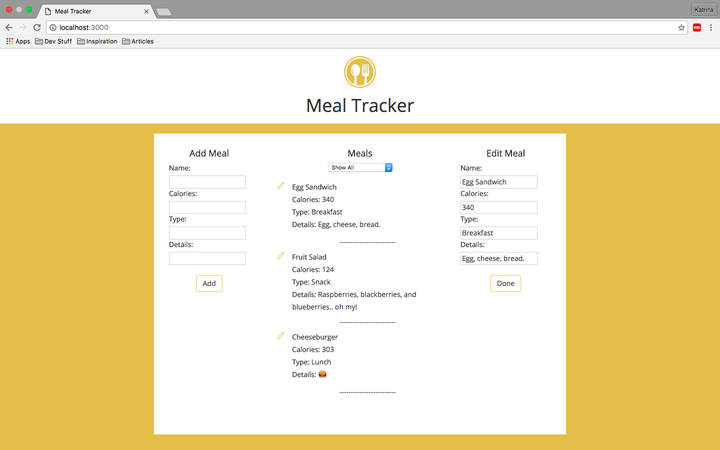 Meal Tracker
Katrina
localhost:3000
Apps
Dev Stuff
Inspiration
Articles
Meal Tracker
Add Meal
Name:
Calories:
Type:
Details:
Add
Meals
Show All
Egg Sandwich
Calories: 340
Type: Breakfast
Details: Egg, cheese, bread.
-------------------------
Fruit Salad
Calories: 124
Type: Snack
Details: Raspberries, blackberries, and
blueberries.. oh my!
-------------------------
Cheeseburger
Calories: 303
Type: Lunch
Details: 🍔
-------------------------
Edit Meal
Name:
Egg Sandwich
Calories:
340
Type:
Breakfast
Details:
Egg, cheese, bread.
Done